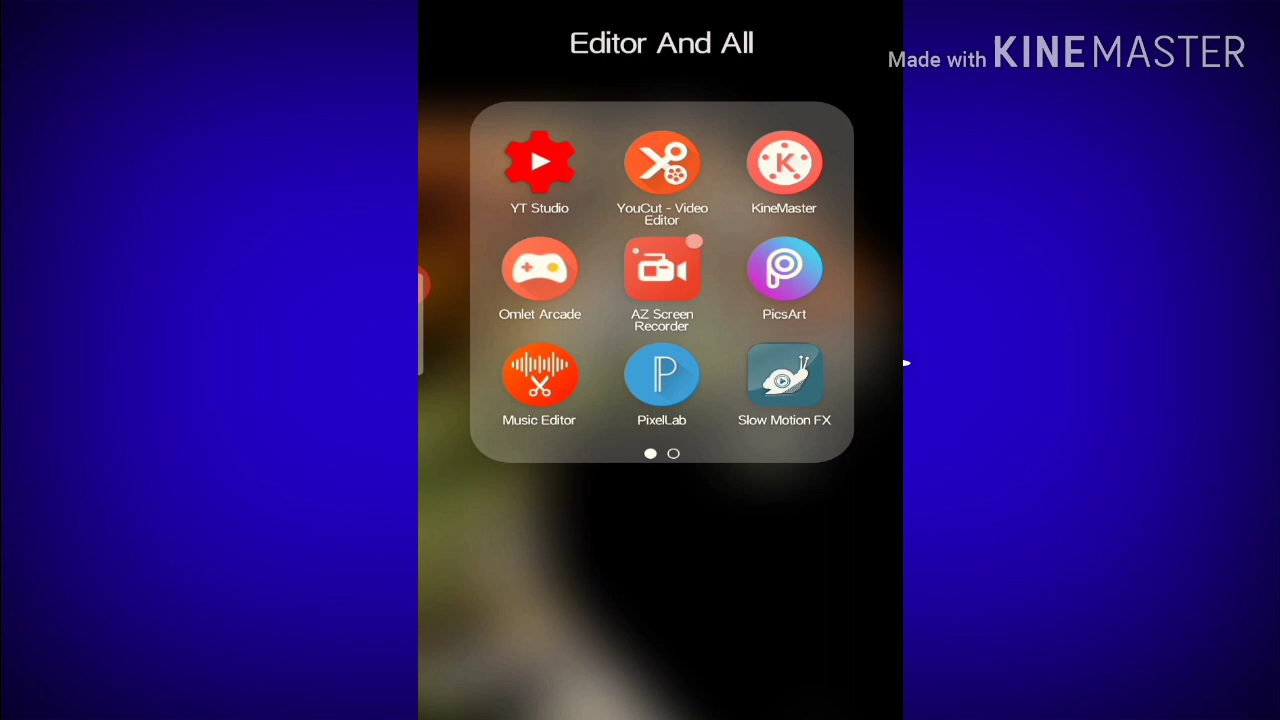 Editor And All
Made with KINEMASTER
YT Studio
YouCut - Video
Editor
K
KineMaster
Omlet Arcade
AZ Screen
Recorder
PicsArt
Music Editor
P
PixelLab
Slow Motion FX